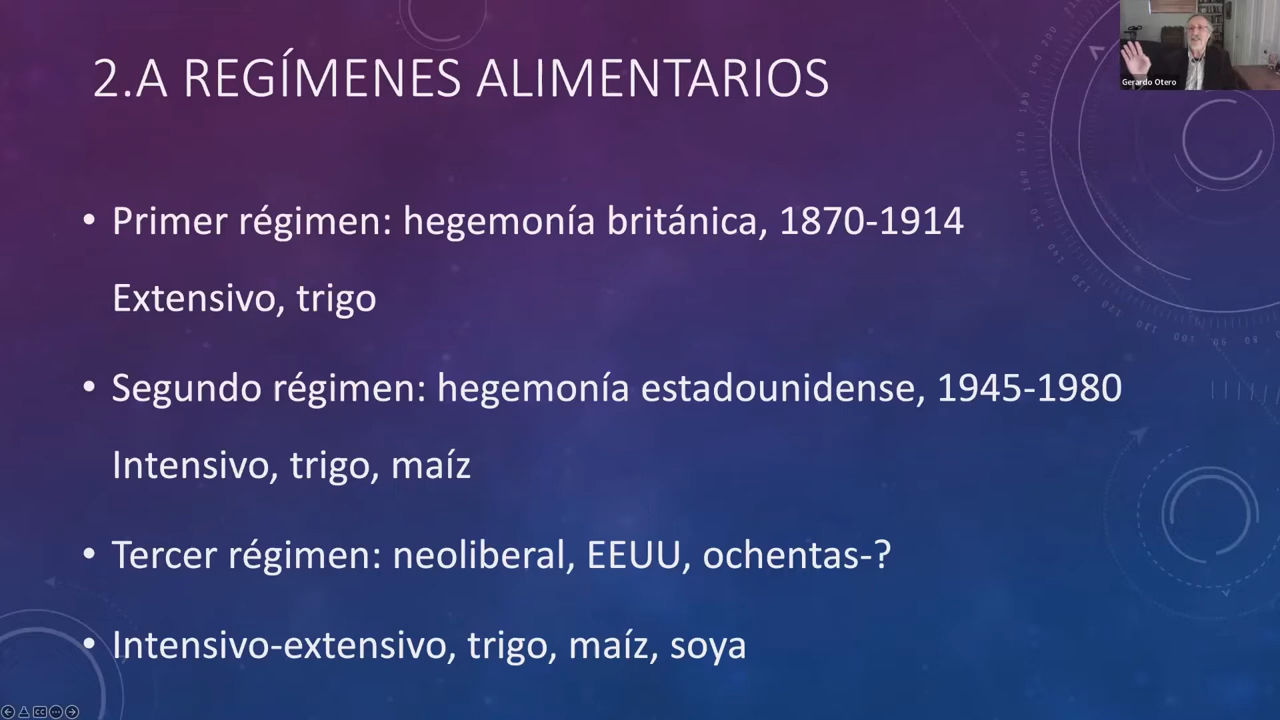 2.A REGÍMENES ALIMENTARIOS
Gerardo Otero
• Primer régimen: hegemonía británica, 1870-1914
Extensivo, trigo
• Segundo régimen: hegemonía estadounidense, 1945-1980
Intensivo, trigo, maíz
• Tercer régimen: neoliberal, EEUU, ochentas-?
• Intensivo-extensivo, trigo, maíz, soya